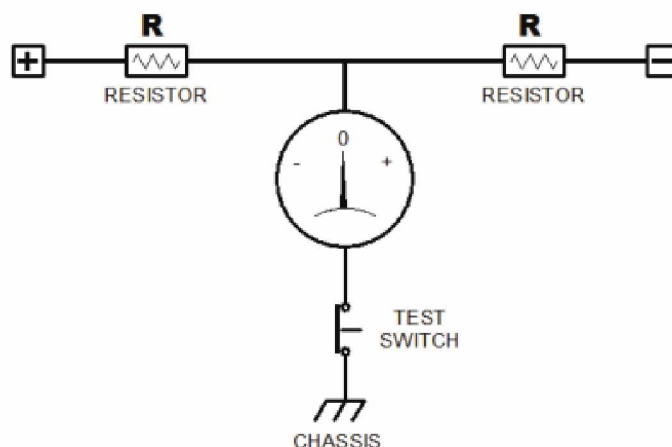 R R
+ -
RESISTOR RESISTOR
0
- +
TEST
SWITCH
CHASSIS